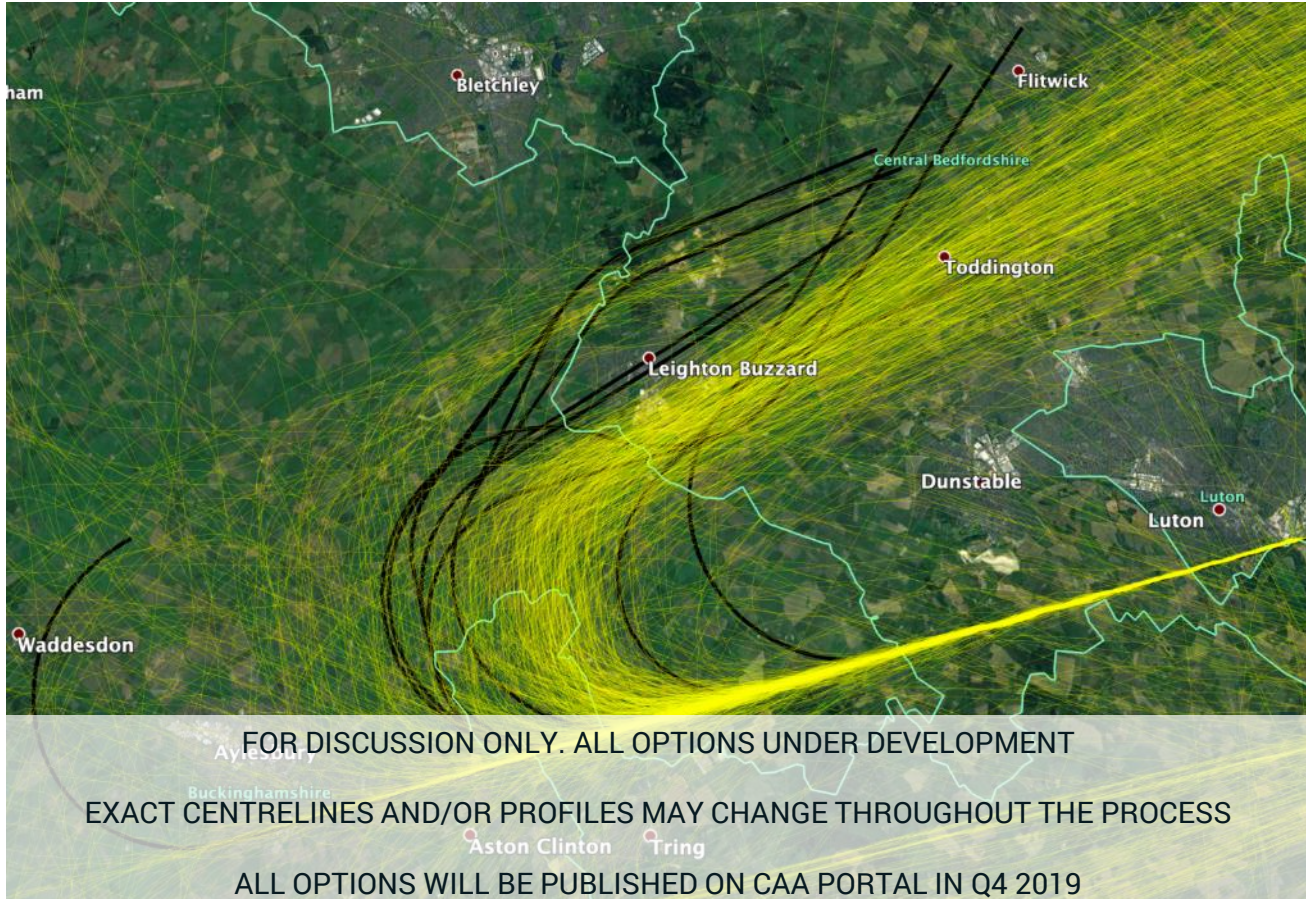 ham
Bletchley
Flitwick
Central Bedfordshire
Toddington
Leighton Buzzard
Dunstable
Luton
Luton
Waddesdon
FOR DISCUSSION ONLY. ALL OPTIONS UNDER DEVELOPMENT
Aylesbury
Buckinghamshire
EXACT CENTRELINES AND/OR PROFILES MAY CHANGE THROUGHOUT THE PROCESS
Aston Clinton
Tring
ALL OPTIONS WILL BE PUBLISHED ON CAA PORTAL IN Q4 2019